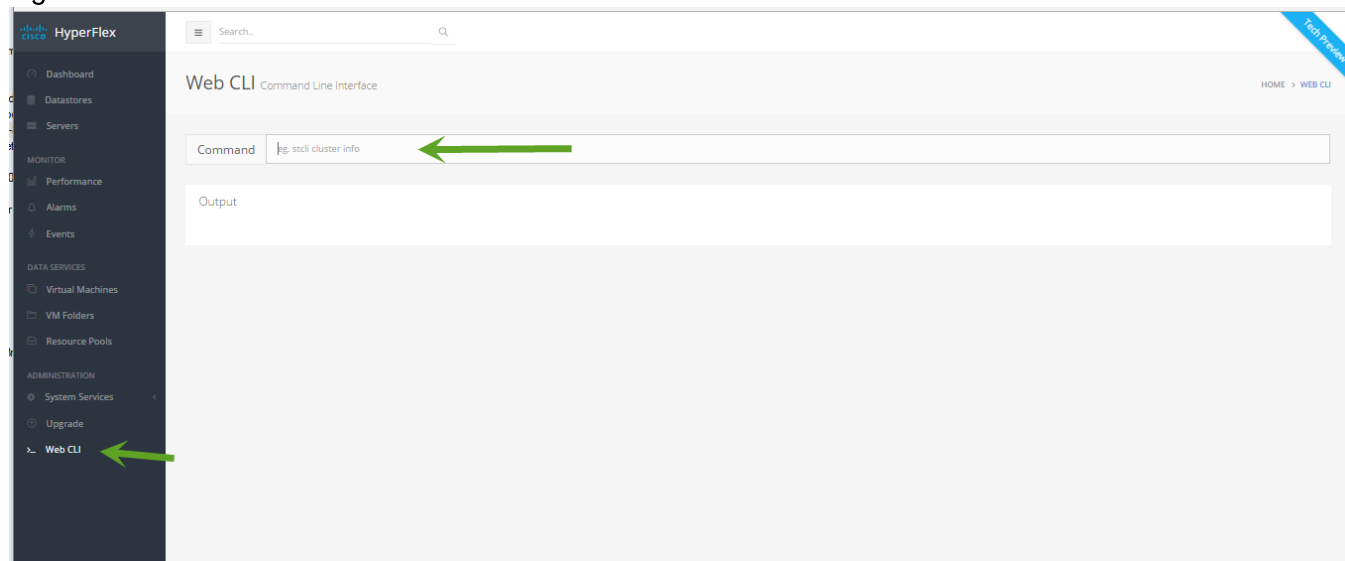 cisco HyperFlex
Search..
Tech Preview
Dashboard
Datastores
Servers
MONITOR
Performance
Alarms
Events
DATA SERVICES
Virtual Machines
VM Folders
Resource Pools
ADMINISTRATION
System Services
Upgrade
Web CLI
Web CLI Command Line Interface
HOME > WEB CLI
Command eg. stcli cluster info
Output